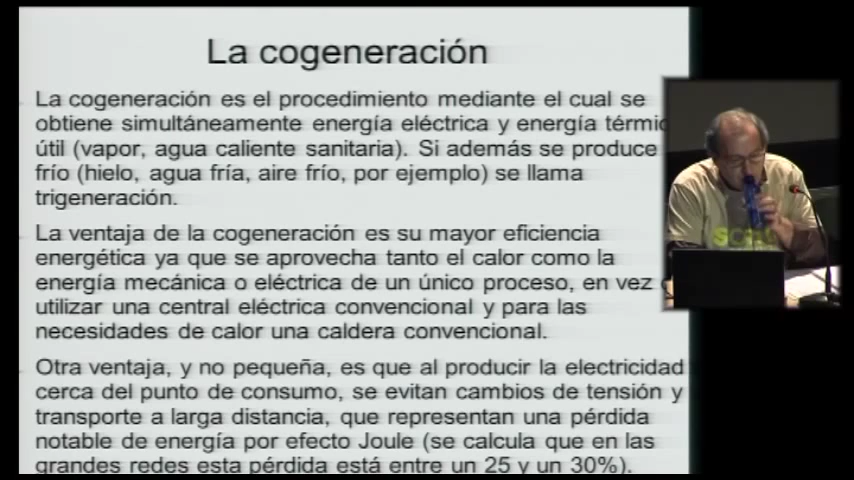 La cogeneración
La cogeneración es el procedimiento mediante el cual se
obtiene simultáneamente energía eléctrica y energía
útil (vapor, agua caliente sanitaria). Si además se produce
frío (hielo, agua fría, aire frío, por ejemplo) se llama
trigeneración.
La ventaja de la cogeneración es su mayor eficiencia
energética ya que se aprovecha tanto el calor como la
energía mecánica o eléctrica de un único proceso, en vez
utilizar una central eléctrica convencional y para las
necesidades de calor una caldera convencional.
Otra ventaja, y no pequeña, es que al producir la electricidad
cerca del punto de consumo, se evitan cambios de tensión y
transporte a larga distancia, que representan una pérdida
notable de energía por efecto Joule (se calcula que en las
grandes redes esta pérdida está entre un 25 y un 30%).